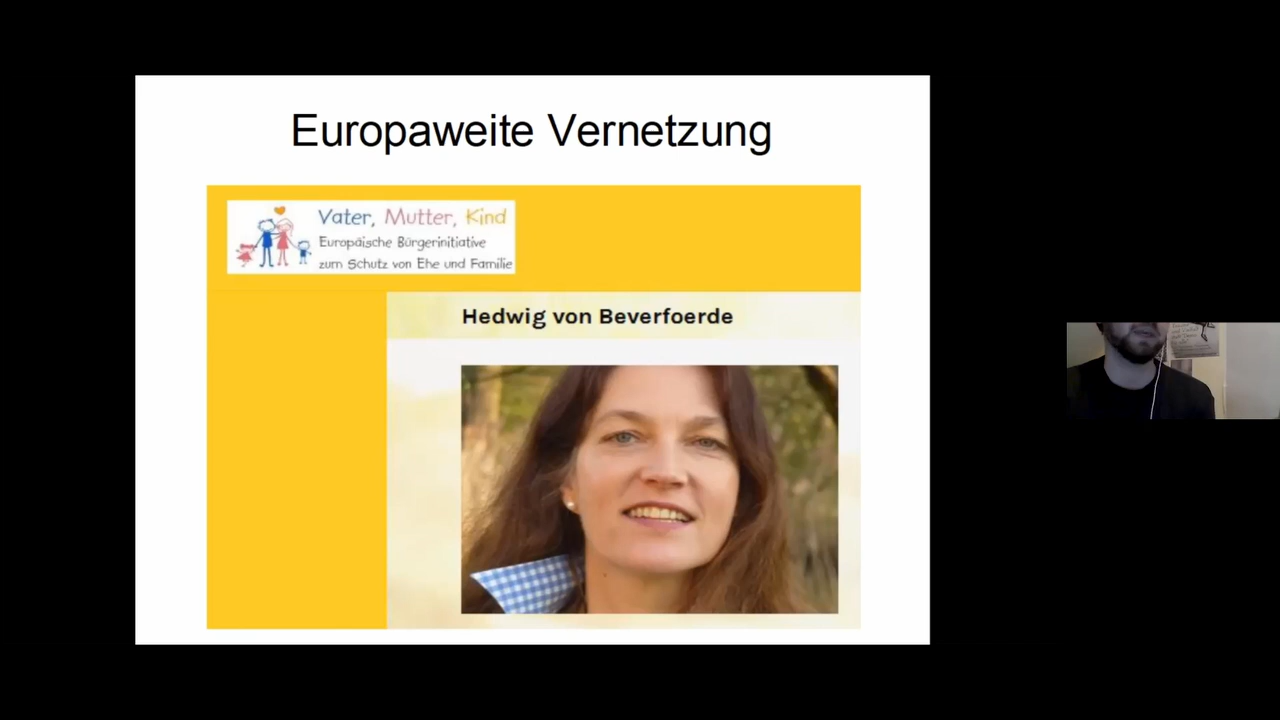 Europaweite Vernetzung
Vater, Mutter, Kind
Europäische Bürgerinitiative
zum Schutz von Ehe und Familie
Hedwig von Beverfoerde